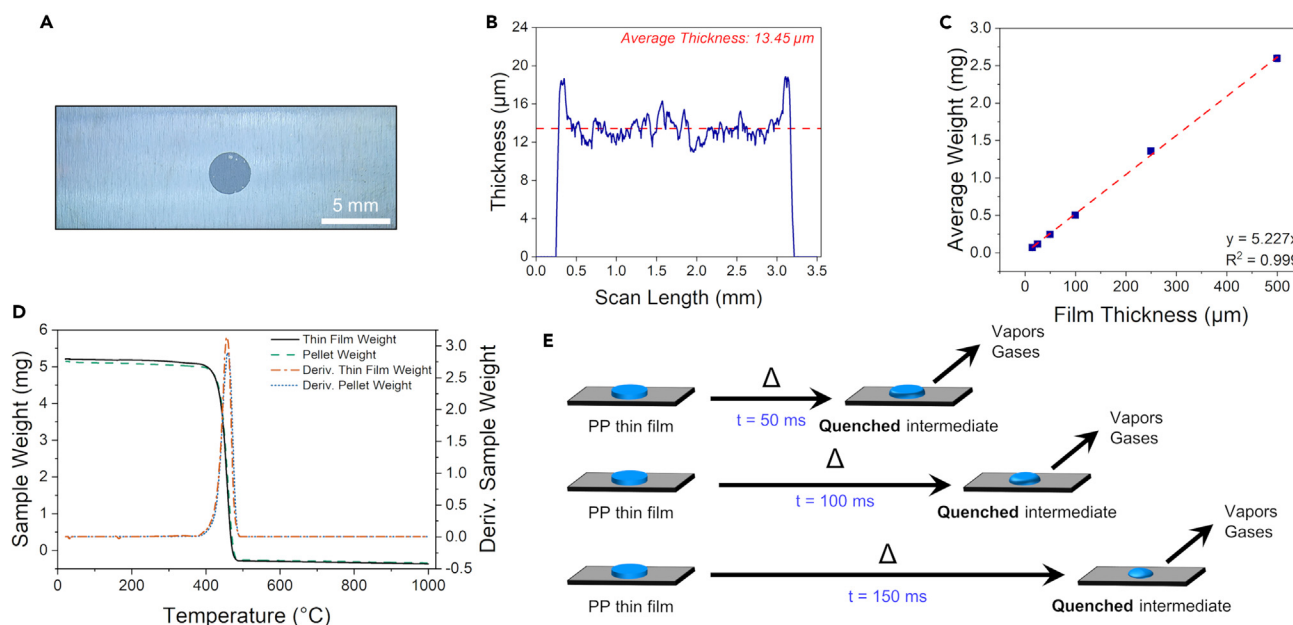 A
5 mm
B
Average Thickness: 13.45 µm
Thickness (µm)
24
20
16
12
8
4
0
0.0 0.5 1.0 1.5 2.0 2.5 3.0 3.5
Scan Length (mm)
C
Average Weight (mg)
3.0
2.5
2.0
1.5
1.0
0.5
0.0
y = 5.227x
R² = 0.999
0 100 200 300 400 500
Film Thickness (µm)
D
Sample Weight (mg)
6
5
4
3
2
1
0
Thin Film Weight
Pellet Weight
Deriv. Thin Film Weight
Deriv. Pellet Weight
3.0
2.5
2.0
1.5
1.0
0.5
0.0
-0.5
Deriv. Sample Weight
0 200 400 600 800 1000
Temperature (°C)
E
PP thin film
Δ
t = 50 ms
Quenched intermediate
Vapors
Gases
PP thin film
Δ
t = 100 ms
Quenched intermediate
Vapors
Gases
PP thin film
Δ
t = 150 ms
Quenched intermediate
Vapors
Gases